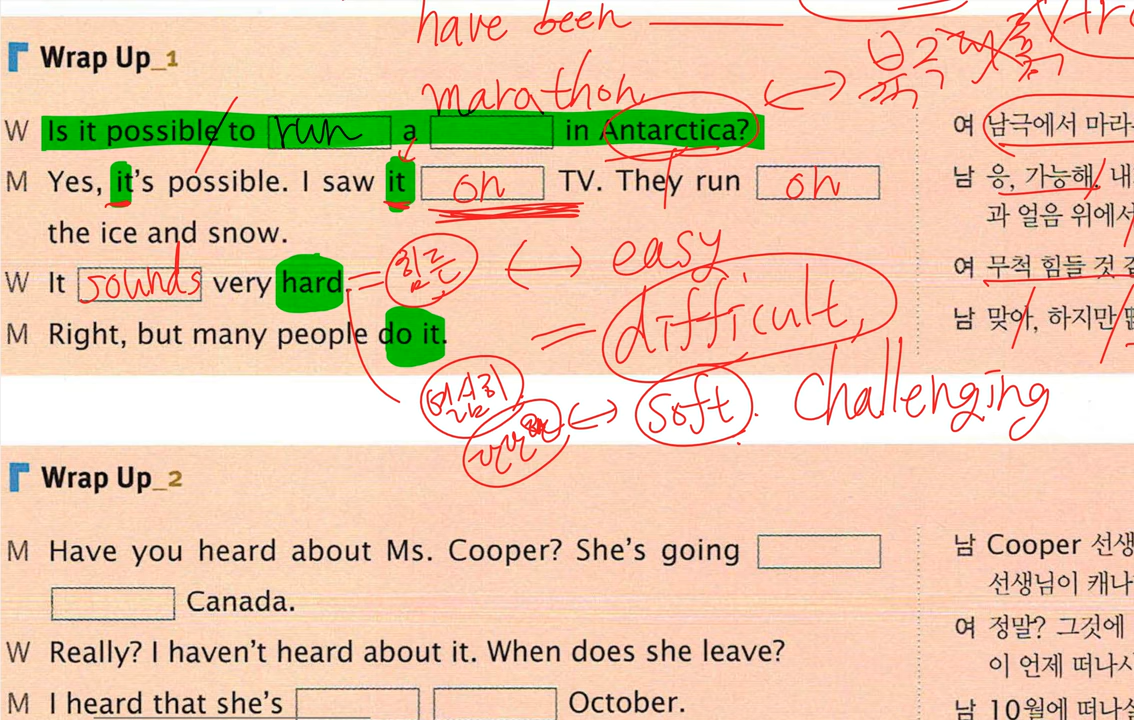 have been
Wrap Up_1
marathon
북극
W Is it possible to run a in Antarctica?
M Yes, it's possible. I saw it on TV. They run on
the ice and snow.
W It sounds very hard. = 힘든 ↔ easy
M Right, but many people do it.
= difficult,
challenging
열심히
딱딱한 ↔ soft.
여 남극에서 마라
남 응, 가능해. 내
과 얼음 위에서
여 무척 힘들 것
남 맞아, 하지만
Wrap Up_2
M Have you heard about Ms. Cooper? She's going
Canada.
W Really? I haven't heard about it. When does she leave?
M I heard that she's October.
남 Cooper 선생
선생님이 캐나
여 정말? 그것에
이 언제 떠나시
남 10월에 떠나